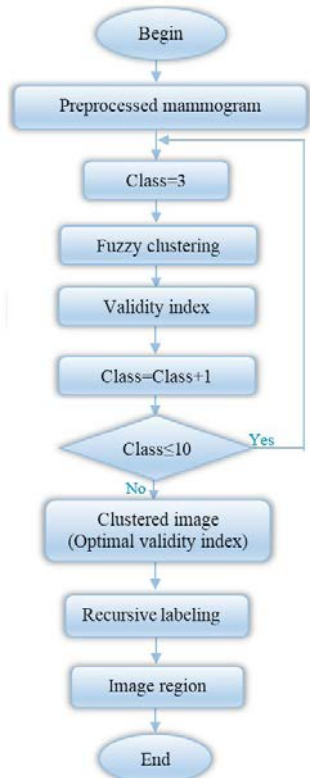 Begin
Preprocessed mammogram
Class=3
Fuzzy clustering
Validity index
Class=Class+1
Class≤10
Yes
No
Clustered image
(Optimal validity index)
Recursive labeling
Image region
End